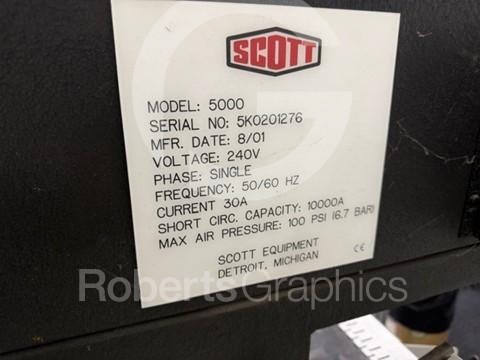 SCOTT
MODEL: 5000
SERIAL NO: 5K0201276
MFR. DATE: 8/01
VOLTAGE: 240V
PHASE: SINGLE
FREQUENCY: 50/60 HZ
CURRENT 30A
SHORT CIRC. CAPACITY: 10000A
MAX AIR PRESSURE: 100 PSI (6.7 BAR)
SCOTT EQUIPMENT
DETROIT, MICHIGAN
CE
RobertsGraphics